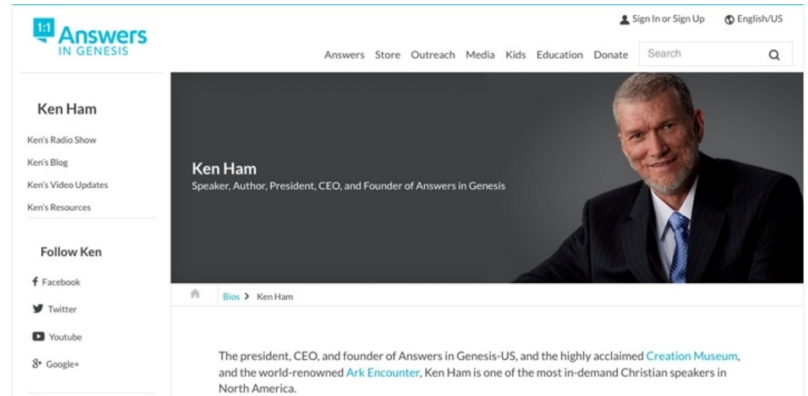 Sign In or Sign Up English/US
1:1
Answers
IN GENESIS
Answers Store Outreach Media Kids Education Donate Search
Ken Ham
Ken's Radio Show
Ken's Blog
Ken's Video Updates
Ken's Resources
Ken Ham
Speaker, Author, President, CEO, and Founder of Answers in Genesis
Follow Ken
Facebook
Twitter
Youtube
Google+
Bios > Ken Ham
The president, CEO, and founder of Answers in Genesis-US, and the highly acclaimed Creation Museum,
and the world-renowned Ark Encounter, Ken Ham is one of the most in-demand Christian speakers in
North America.